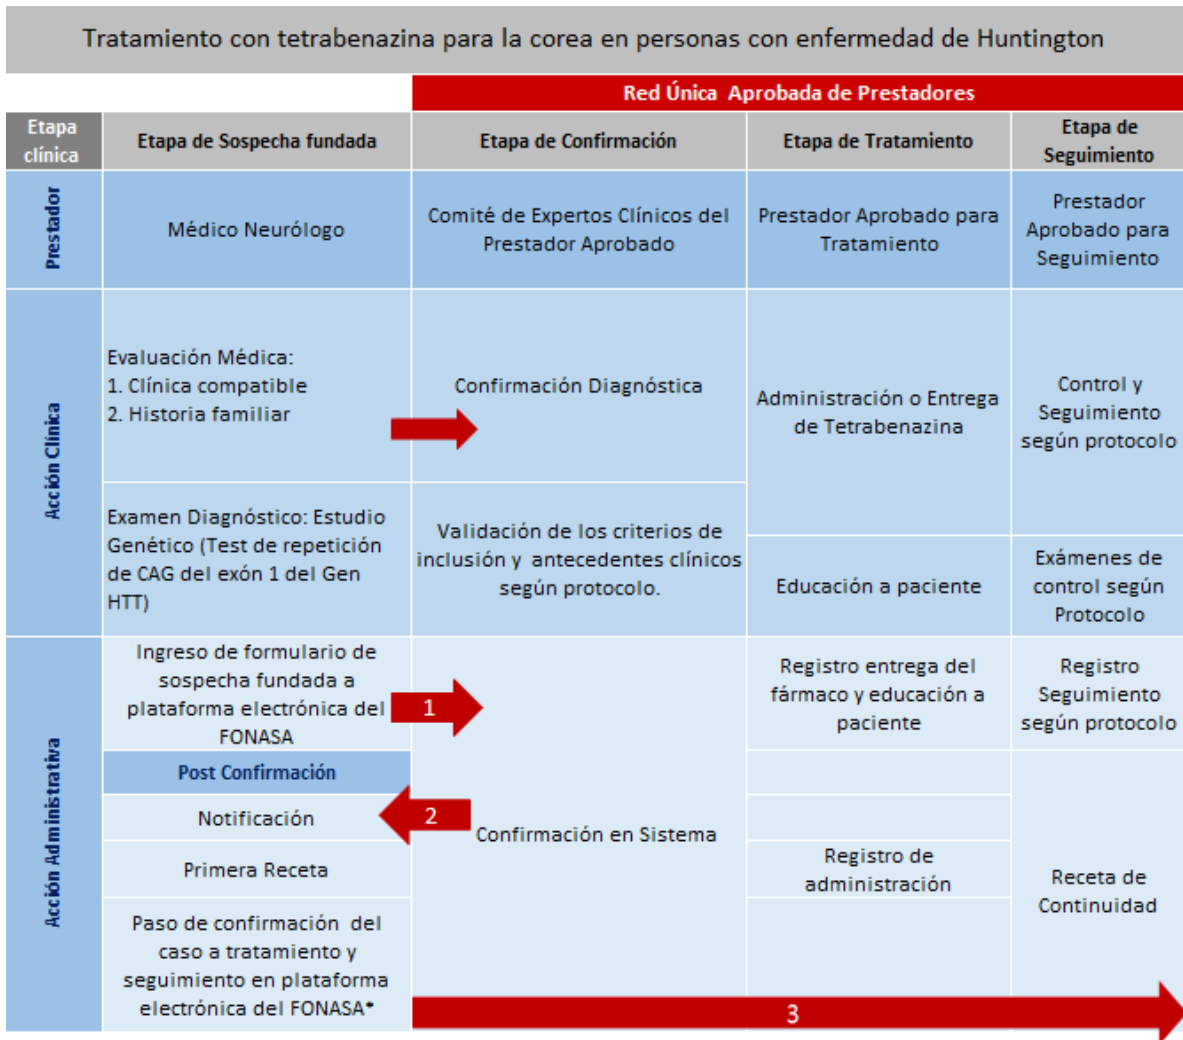 Tratamiento con tetrabenazina para la corea en personas con enfermedad de Huntington
Red Única Aprobada de Prestadores
Etapa
clínica
Etapa de Sospecha fundada
Etapa de Confirmación
Etapa de Tratamiento
Etapa de
Seguimiento
Prestador
Médico Neurólogo
Comité de Expertos Clínicos del
Prestador Aprobado
Prestador Aprobado para
Tratamiento
Prestador
Aprobado para
Seguimiento
Acción Clínica
Evaluación Médica:
1. Clínica compatible
2. Historia familiar
Confirmación Diagnóstica
Administración o Entrega
de Tetrabenazina
Control y
Seguimiento
según protocolo
Examen Diagnóstico: Estudio
Genético (Test de repetición
de CAG del exón 1 del Gen
HTT)
Validación de los criterios de
inclusión y antecedentes clínicos
según protocolo.
Educación a paciente
Exámenes de
control según
Protocolo
Acción Administrativa
Ingreso de formulario de
sospecha fundada a
plataforma electrónica del
FONASA
1
Registro entrega del
fármaco y educación a
paciente
Registro
Seguimiento
según protocolo
Post Confirmación
Notificación
2
Confirmación en Sistema
Primera Receta
Registro de
administración
Receta de
Continuidad
Paso de confirmación del
caso a tratamiento y
seguimiento en plataforma
electrónica del FONASA*
3